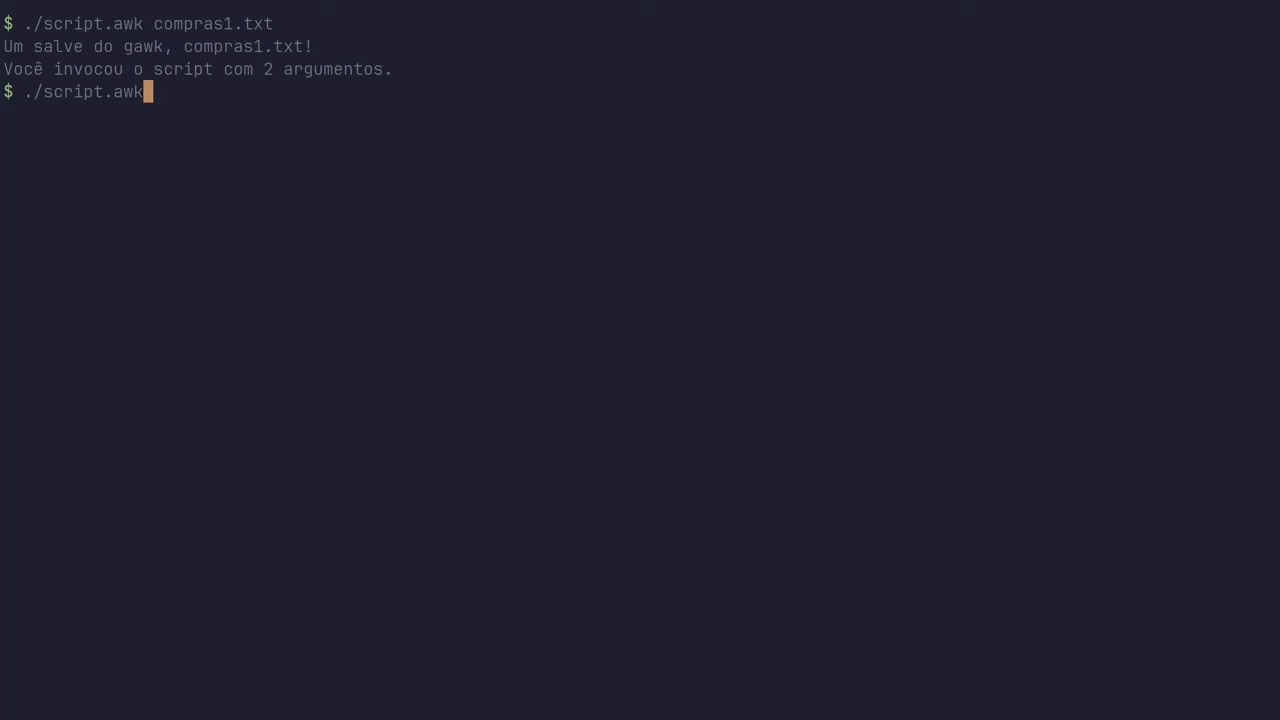 $ ./script.awk compras1.txt
Um salve do gawk, compras1.txt!
Você invocou o script com 2 argumentos.
$ ./script.awk